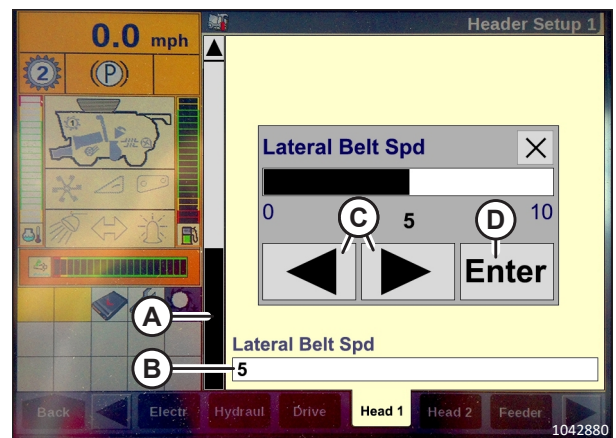 0.0 mph
Header Setup 1
2
(P)
1
Lateral Belt Spd
0
5
10
C
D
Enter
A
Lateral Belt Spd
B
5
Back
Electr
Hydraul
Drive
Head 1
Head 2
Feeder
1042880